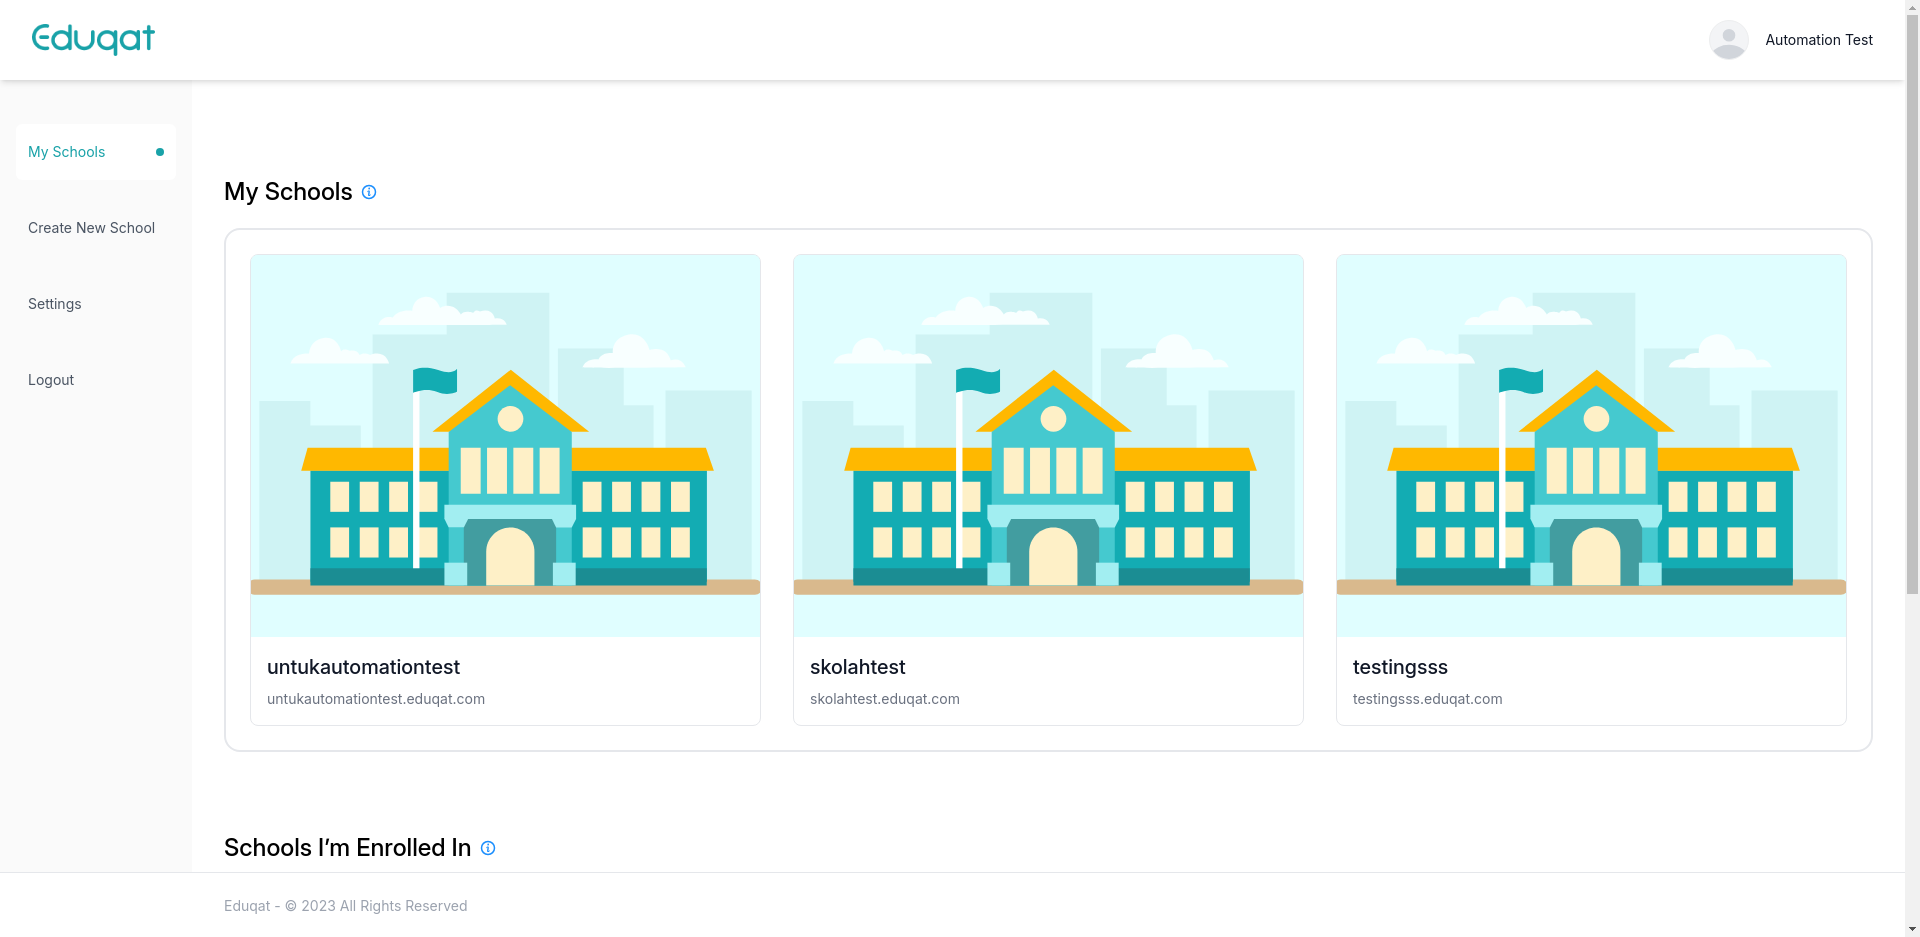 Eduqat
Automation Test
My Schools
Create New School
Settings
Logout
My Schools
untukautomationtest
untukautomationtest.eduqat.com
skolahtest
skolahtest.eduqat.com
testingsss
testingsss.eduqat.com
Schools I’m Enrolled In
Eduqat - © 2023 All Rights Reserved